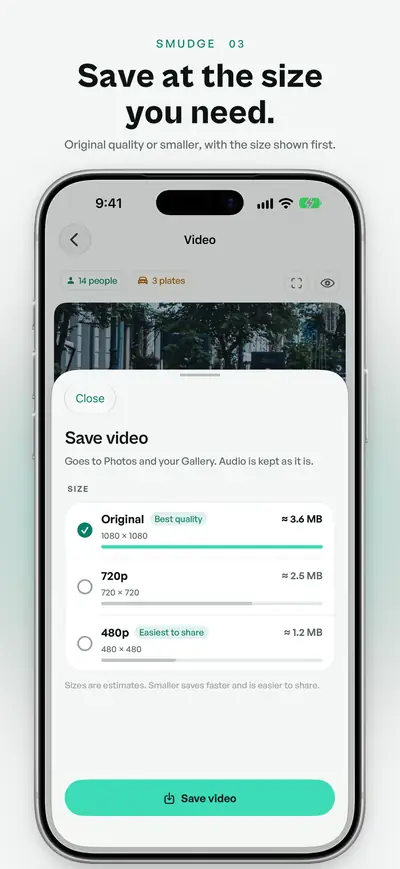 SMUDGE 03
Save at the size
you need.
Original quality or smaller, with the size shown first.
9:41
Video
14 people
3 plates
Close
Save video
Goes to Photos and your Gallery. Audio is kept as it is.
SIZE
Original Best quality ≈ 3.6 MB
1080 × 1080
720p ≈ 2.5 MB
720 × 720
480p Easiest to share ≈ 1.2 MB
480 × 480
Sizes are estimates. Smaller saves faster and is easier to share.
Save video